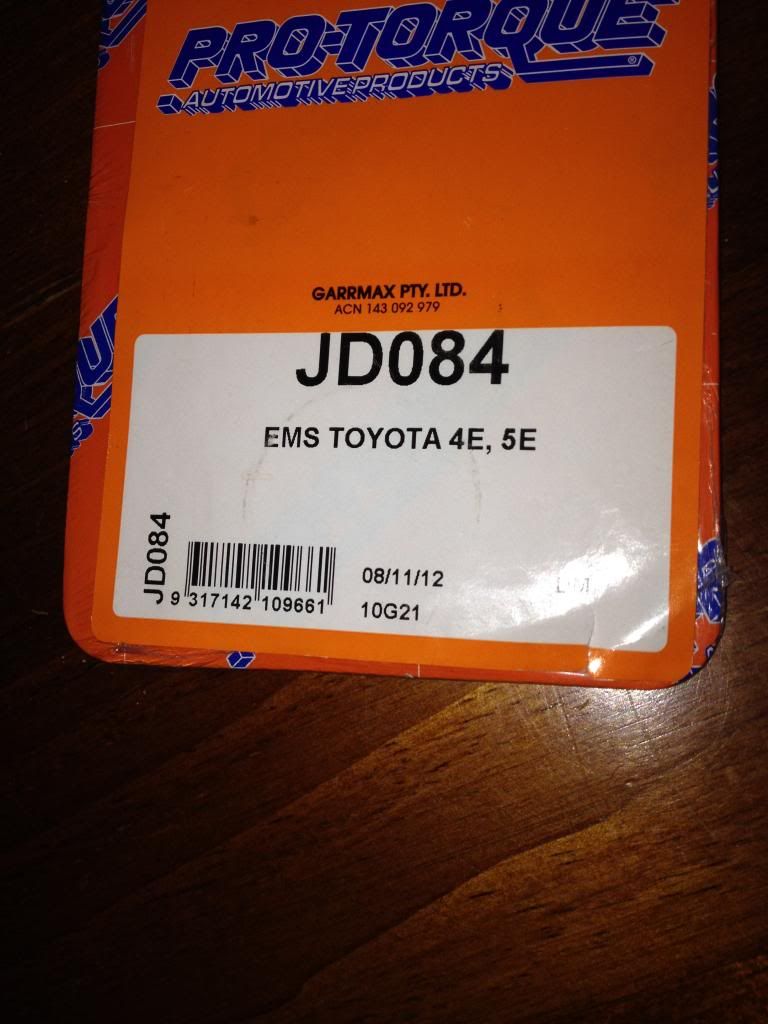 PRO-TORQUE
AUTOMOTIVE PRODUCTS
®
GARRMAX PTY. LTD.
ACN 143 092 979
JD084
EMS TOYOTA 4E, 5E
JD084
9 317142 109661
08/11/12
10G21